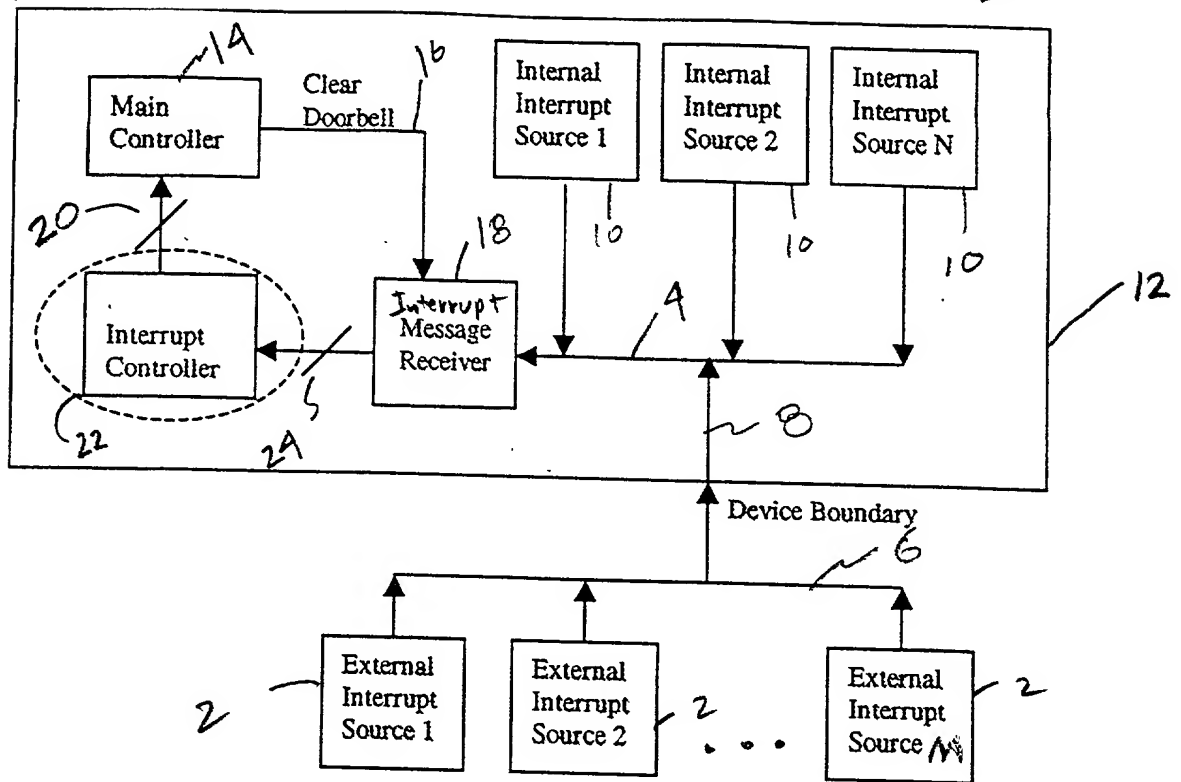 14
Main
Controller
Clear
Doorbell
16
Internal
Interrupt
Source 1
10
Internal
Interrupt
Source 2
10
Internal
Interrupt
Source N
10
12
20
Interrupt
Controller
22
24
18
Interrupt
Message
Receiver
4
8
Device Boundary
6
External
Interrupt
Source 1
2
External
Interrupt
Source 2
2
...
External
Interrupt
Source M
2